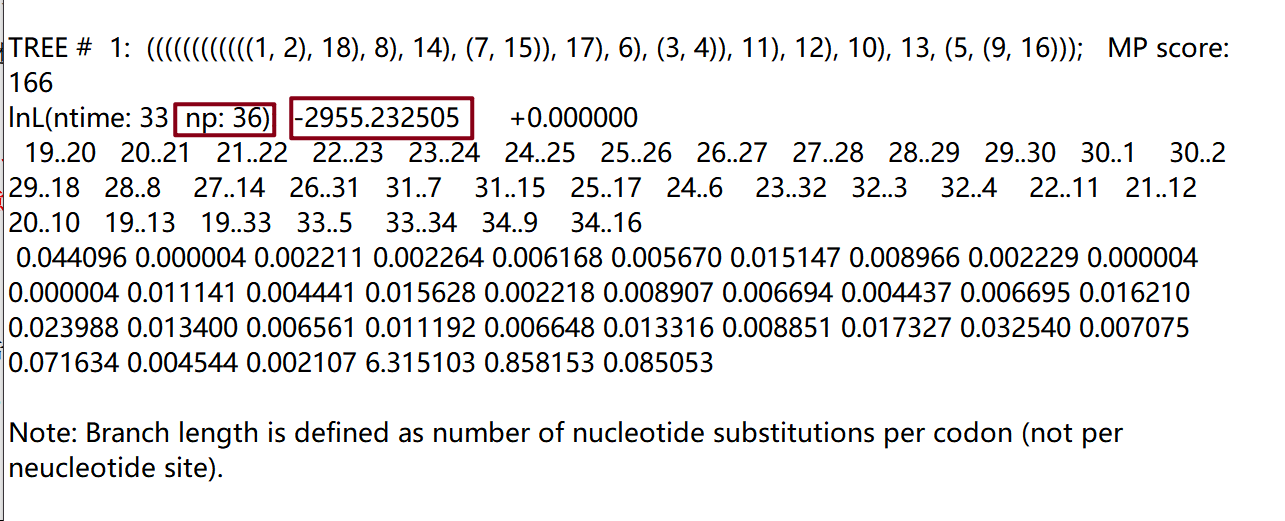 TREE #  1:  ((((((((((((1, 2), 18), 8), 14), (7, 15)), 17), 6), (3, 4)), 11), 12), 10), 13, (5, (9, 16)));   MP score:
166
lnL(ntime: 33  np: 36)  -2955.232505      +0.000000
19..20   20..21   21..22   22..23   23..24   24..25   25..26   26..27   27..28   28..29   29..30   30..1    30..2
29..18   28..8    27..14   26..31   31..7    31..15   25..17   24..6    23..32   32..3    32..4    22..11   21..12
20..10   19..13   19..33   33..5    33..34   34..9    34..16
0.044096 0.000004 0.002211 0.002264 0.006168 0.005670 0.015147 0.008966 0.002229 0.000004
0.000004 0.011141 0.004441 0.015628 0.002218 0.008907 0.006694 0.004437 0.006695 0.016210
0.023988 0.013400 0.006561 0.011192 0.006648 0.013316 0.008851 0.017327 0.032540 0.007075
0.071634 0.004544 0.002107 6.315103 0.858153 0.085053
Note: Branch length is defined as number of nucleotide substitutions per codon (not per
neucleotide site).